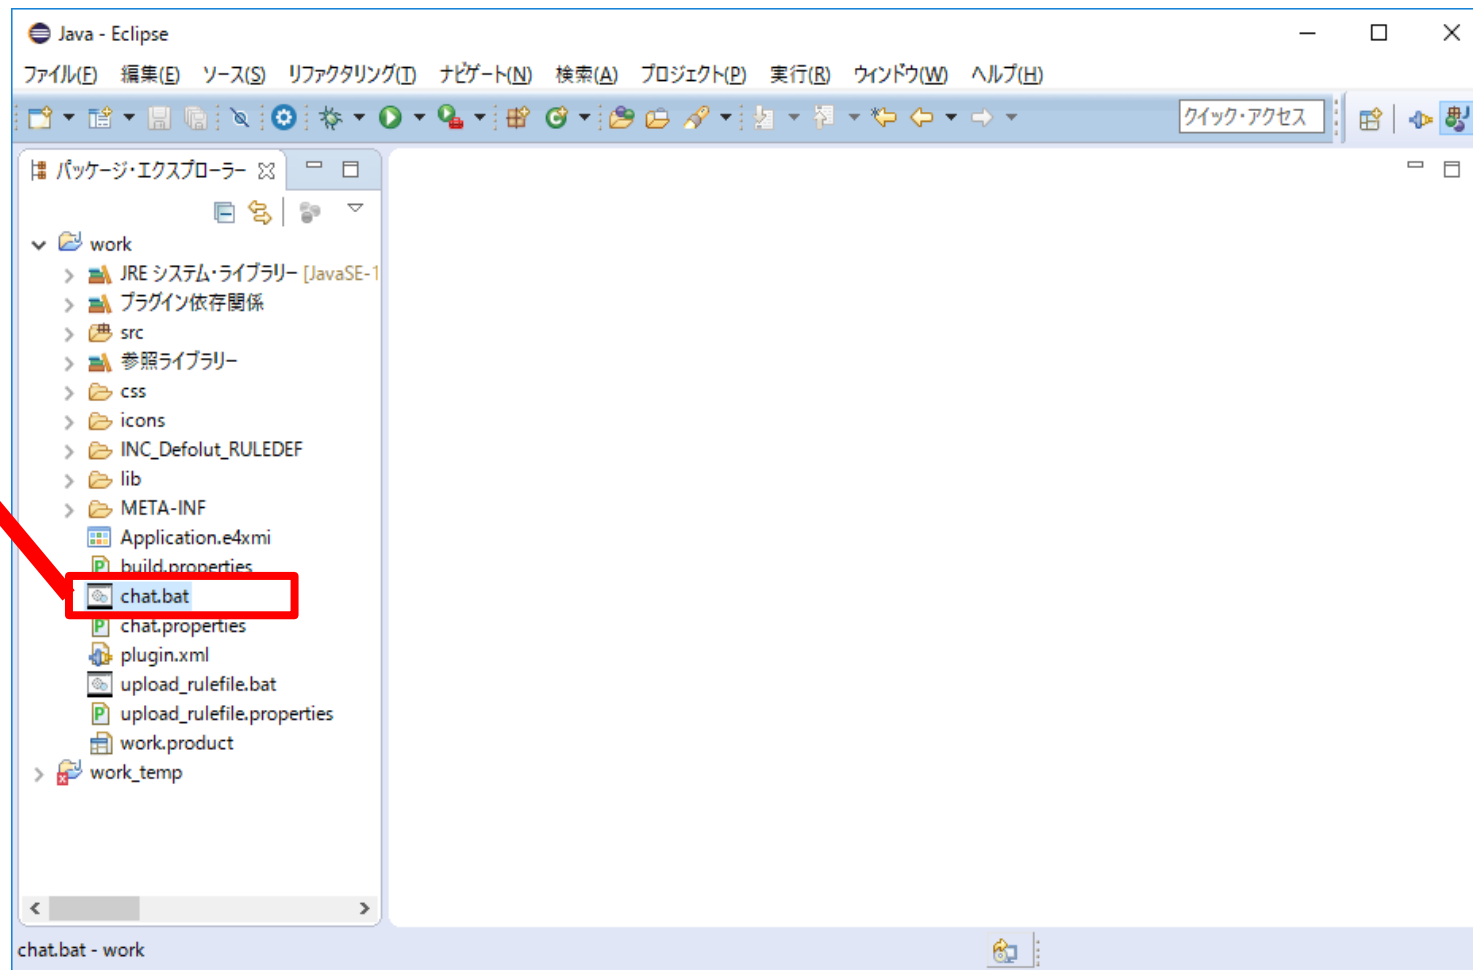 Java - Eclipse
ファイル(F) 編集(E) ソース(S) リファクタリング(T) ナビゲート(N) 検索(A) プロジェクト(P) 実行(R) ウィンドウ(W) ヘルプ(H)
クイック・アクセス
パッケージ・エクスプローラー
work
JRE システム・ライブラリー [JavaSE-1
プラグイン依存関係
src
参照ライブラリー
css
icons
INC_Defolut_RULEDEF
lib
META-INF
Application.e4xmi
build.properties
chat.bat
chat.properties
plugin.xml
upload_rulefile.bat
upload_rulefile.properties
work.product
work_temp
chat.bat - work